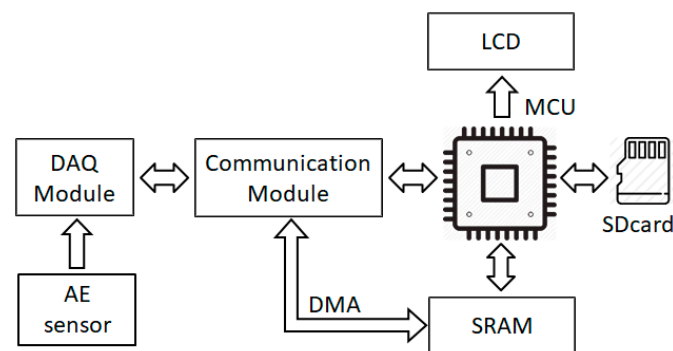 LCD
MCU
DAQ
Module
Communication
Module
SDcard
AE
sensor
DMA
SRAM